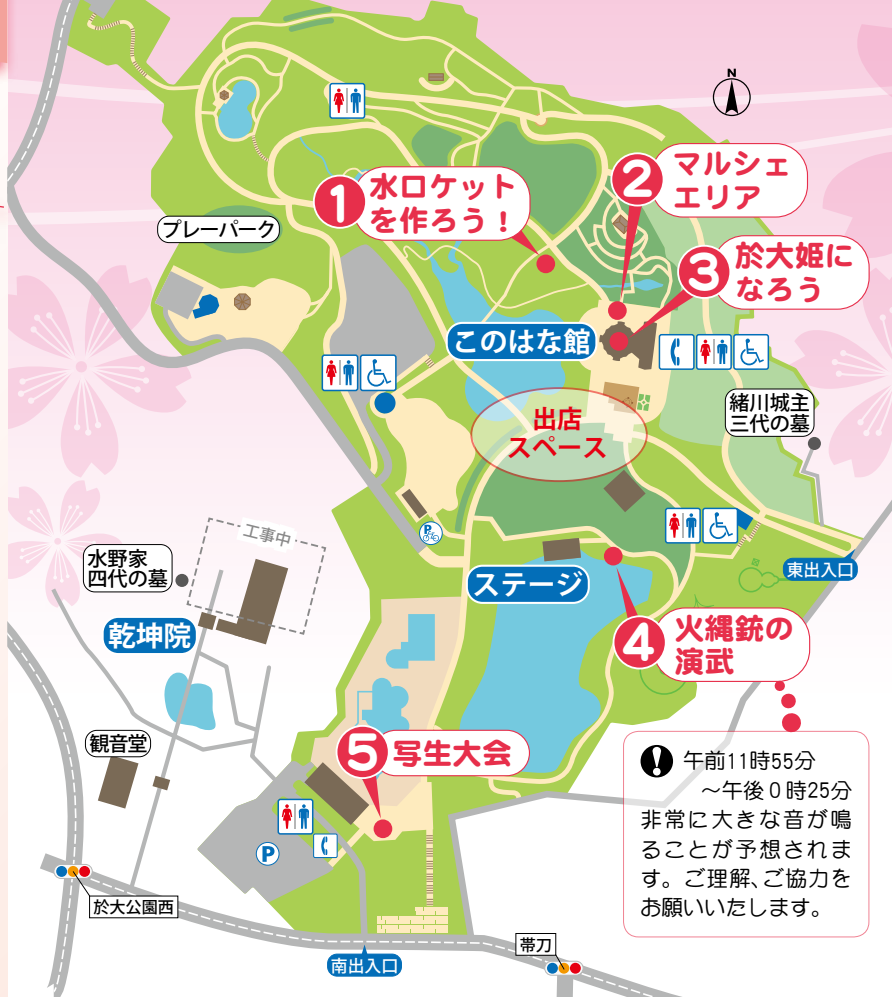 N
1 水ロケット
を作ろう！
2 マルシェ
エリア
プレーパーク
3 於大姫に
なろう
このはな館
緒川城主
三代の墓
出店
スペース
P
工事中
水野家
四代の墓
乾坤院
ステージ
東出入口
4 火縄銃の
演武
観音堂
5 写生大会
午前11時55分
～午後０時25分
非常に大きな音が鳴
ることが予想されま
す。ご理解、ご協力を
お願いいたします。
P
於大公園西
南出入口
帯刀